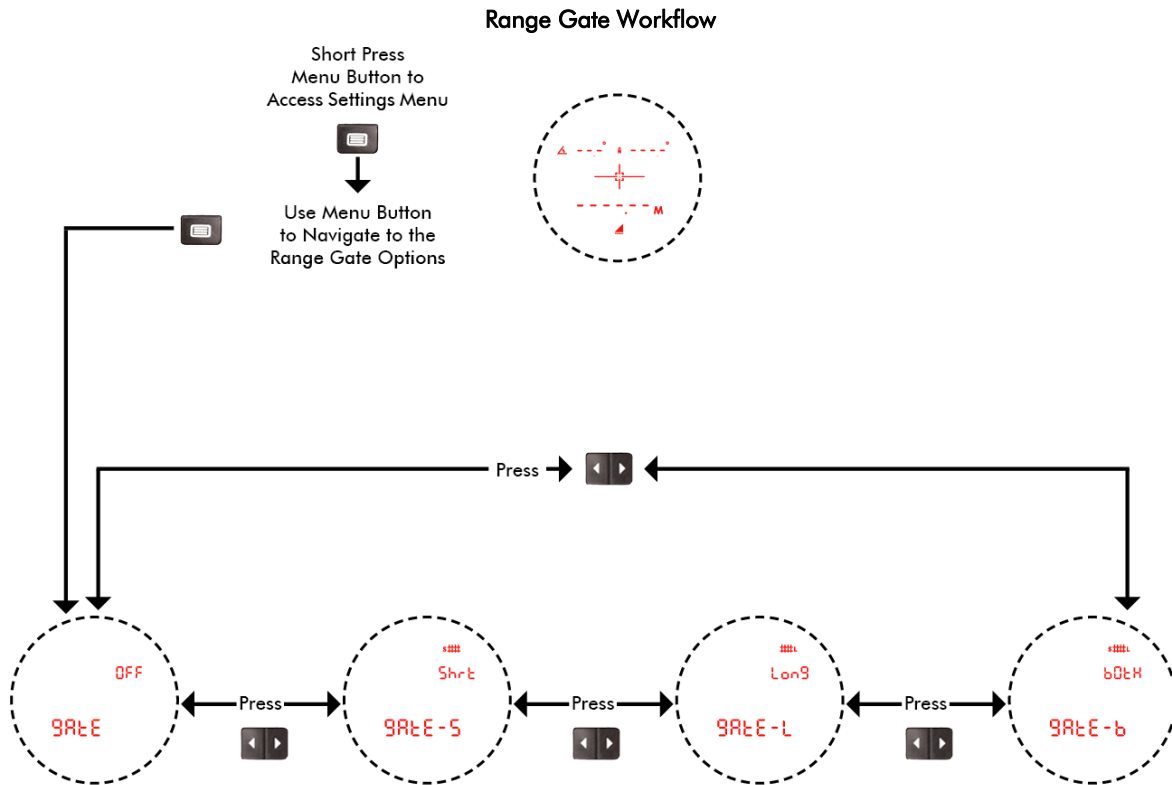 Range Gate Workflow
Short Press
Menu Button to
Access Settings Menu
Use Menu Button
to Navigate to the
Range Gate Options
M
Press
OFF
gAtE
Press
S
Shrt
gAtE-S
Press
L
Long
gAtE-L
Press
S L
b0tH
gAtE-b